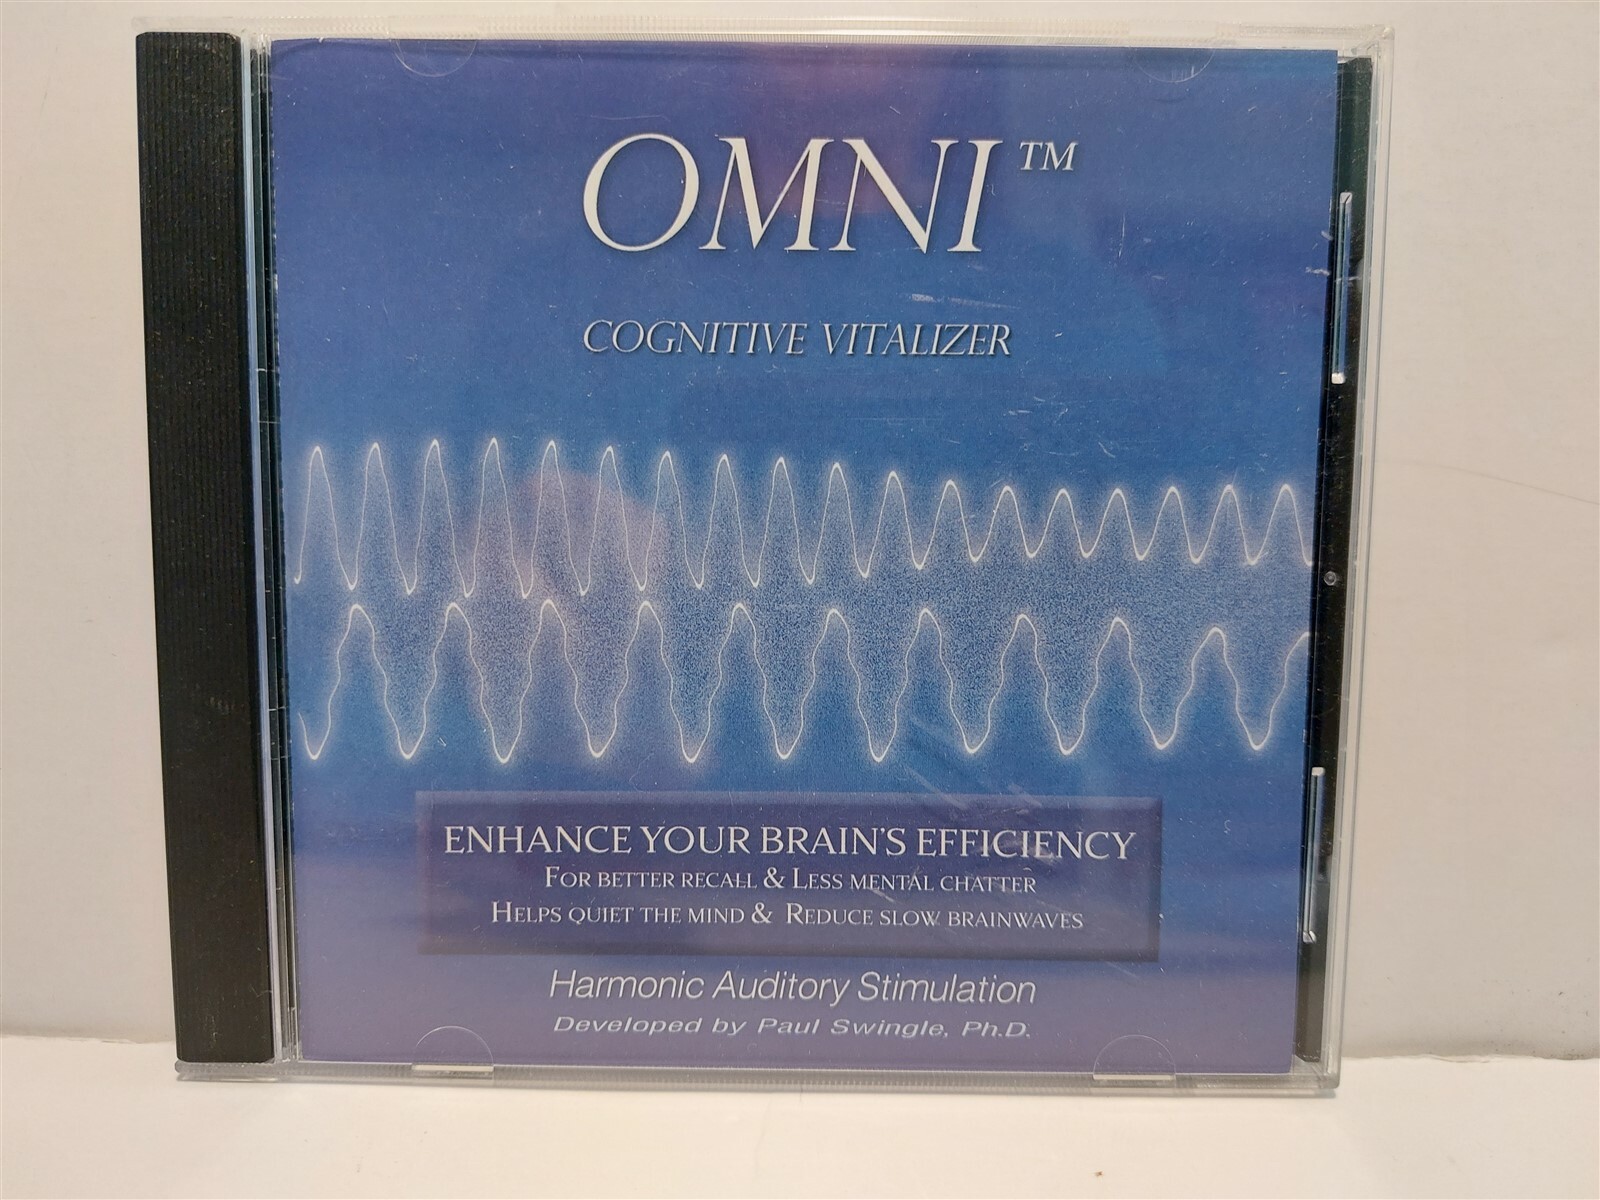 OMNI™
COGNITIVE VITALIZER
ENHANCE YOUR BRAIN'S EFFICIENCY
FOR BETTER RECALL & LESS MENTAL CHATTER
HELPS QUIET THE MIND & REDUCE SLOW BRAINWAVES
Harmonic Auditory Stimulation
Developed by Paul Swingle, Ph.D.